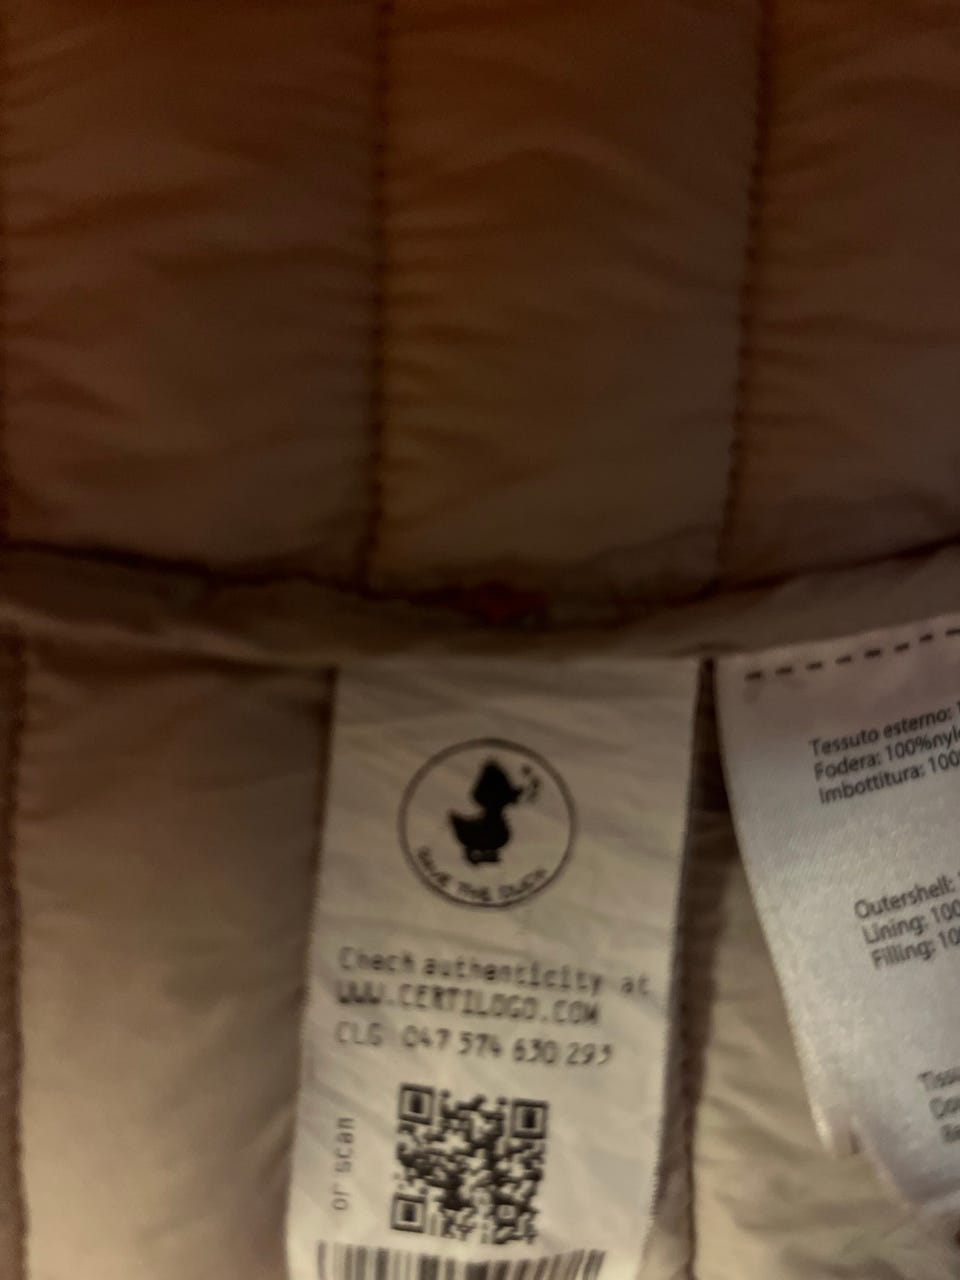 SAVE THE DUCK
Check authenticity at
WWW.CERTILOGO.COM
CLG 047 574 630 293
or scan
Tessuto esterno:
Fodera: 100%nyl
Imbottitura: 100
Outershell:
Lining: 100
Filling: 10